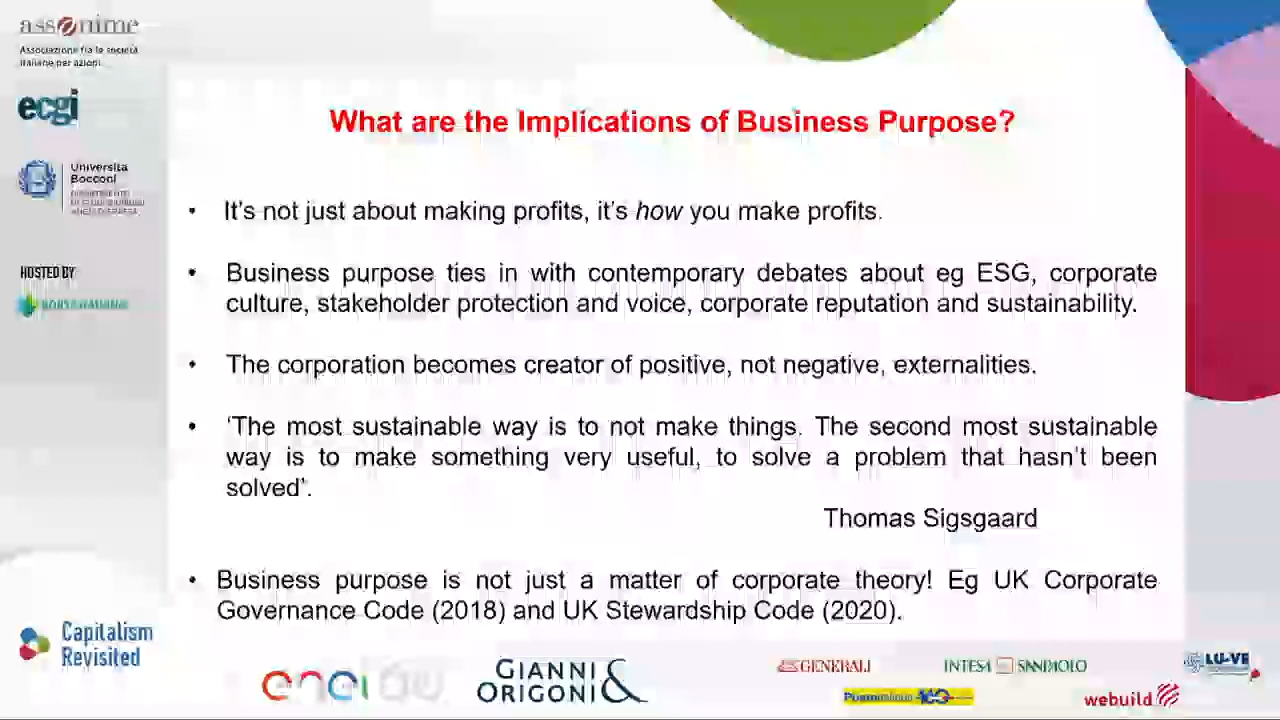 assonime
Associazione fra le società
italiane per azioni
ecgi
Università
Bocconi
HOSTED BY
What are the Implications of Business Purpose?
• It's not just about making profits, it's how you make profits.
• Business purpose ties in with contemporary debates about eg ESG, corporate
culture, stakeholder protection and voice, corporate reputation and sustainability.
• The corporation becomes creator of positive, not negative, externalities.
• 'The most sustainable way is to not make things. The second most sustainable
way is to make something very useful, to solve a problem that hasn't been
solved'.
Thomas Sigsgaard
• Business purpose is not just a matter of corporate theory! Eg UK Corporate
Governance Code (2018) and UK Stewardship Code (2020).
Capitalism
Revisited
enel
GIANNI &
ORIGONI
GENERALI
INTESA SANPAOLO
LU-VE
webuild